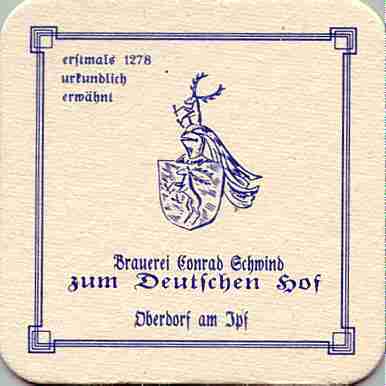 erstmals 1278
urkundlich
erwähnt
Brauerei Conrad Schwind
zum Deutschen Hof
Oberdorf am Ipf